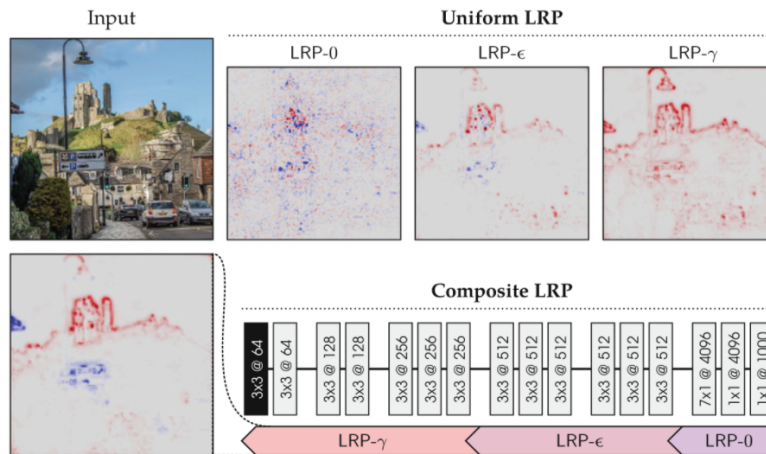 Input
Uniform LRP
LRP-0
LRP-ϵ
LRP-γ
Composite LRP
3x3 @ 64
3x3 @ 64
3x3 @ 128
3x3 @ 128
3x3 @ 256
3x3 @ 256
3x3 @ 256
3x3 @ 512
3x3 @ 512
3x3 @ 512
3x3 @ 512
3x3 @ 512
3x3 @ 512
7x1 @ 4096
1x1 @ 4096
1x1 @ 1000
LRP-γ
LRP-ϵ
LRP-0